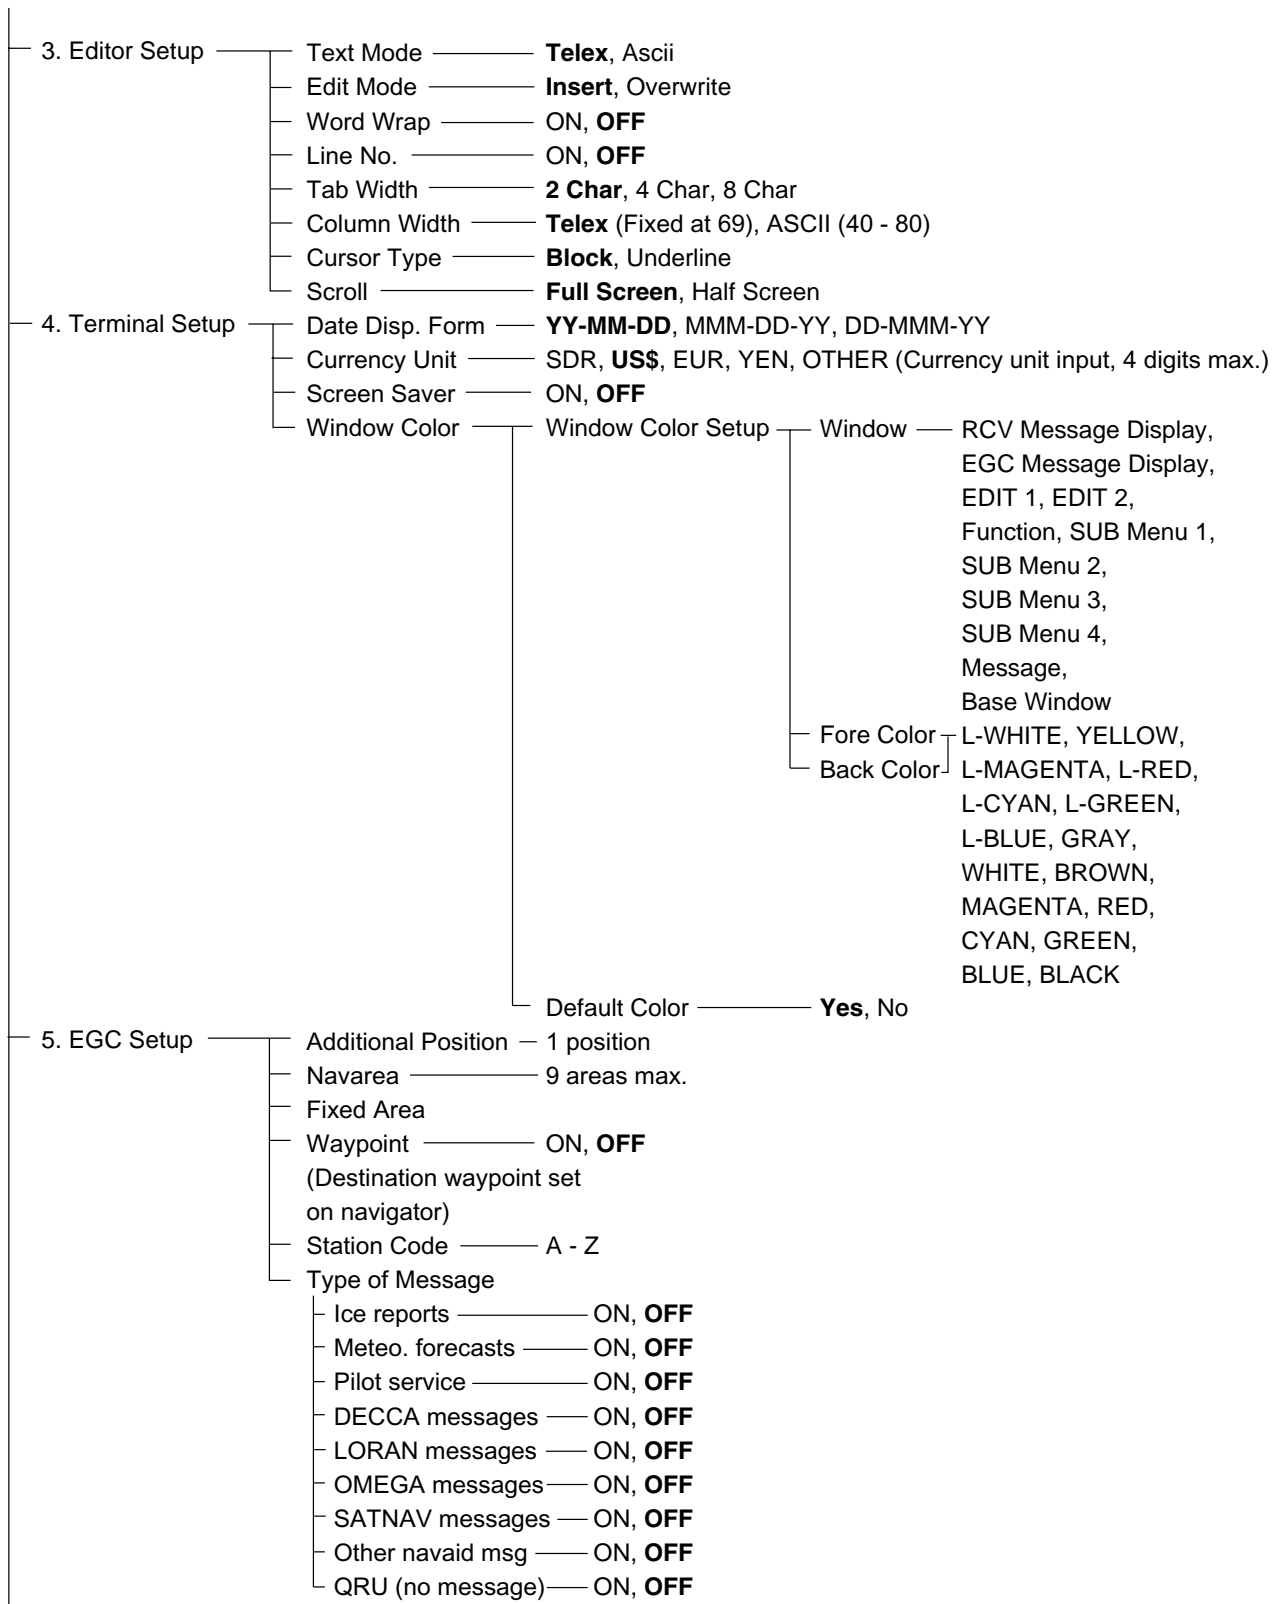 3. Editor Setup Text Mode Telex, Ascii
Edit Mode Insert, Overwrite
Word Wrap ON, OFF
Line No. ON, OFF
Tab Width 2 Char, 4 Char, 8 Char
Column Width Telex (Fixed at 69), ASCII (40 - 80)
Cursor Type Block, Underline
Scroll Full Screen, Half Screen
4. Terminal Setup Date Disp. Form YY-MM-DD, MMM-DD-YY, DD-MMM-YY
Currency Unit SDR, US$, EUR, YEN, OTHER (Currency unit input, 4 digits max.)
Screen Saver ON, OFF
Window Color Window Color Setup Window RCV Message Display,
EGC Message Display,
EDIT 1, EDIT 2,
Function, SUB Menu 1,
SUB Menu 2,
SUB Menu 3,
SUB Menu 4,
Message,
Base Window
Fore Color L-WHITE, YELLOW,
Back Color L-MAGENTA, L-RED,
L-CYAN, L-GREEN,
L-BLUE, GRAY,
WHITE, BROWN,
MAGENTA, RED,
CYAN, GREEN,
BLUE, BLACK
Default Color Yes, No
5. EGC Setup Additional Position 1 position
Navarea 9 areas max.
Fixed Area
Waypoint ON, OFF
(Destination waypoint set
on navigator)
Station Code A - Z
Type of Message
Ice reports ON, OFF
Meteo. forecasts ON, OFF
Pilot service ON, OFF
DECCA messages ON, OFF
LORAN messages ON, OFF
OMEGA messages ON, OFF
SATNAV messages ON, OFF
Other navaid msg ON, OFF
QRU (no message) ON, OFF